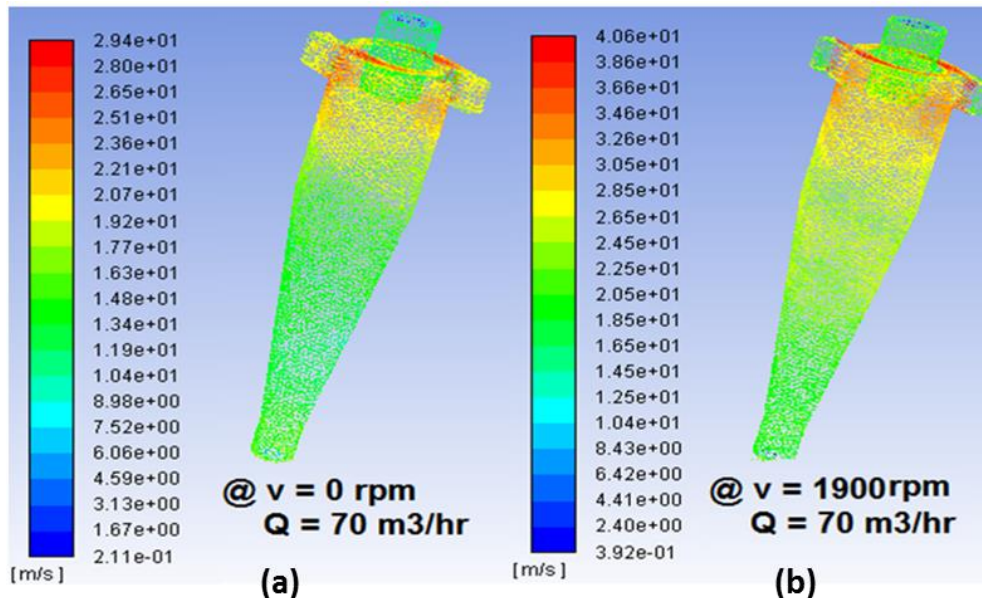 2.94e+01
2.80e+01
2.65e+01
2.51e+01
2.36e+01
2.21e+01
2.07e+01
1.92e+01
1.77e+01
1.63e+01
1.48e+01
1.34e+01
1.19e+01
1.04e+01
8.98e+00
7.52e+00
6.06e+00
4.59e+00
3.13e+00
1.67e+00
2.11e-01
[m/s]
@ v = 0 rpm
Q = 70 m3/hr
(a)
4.06e+01
3.86e+01
3.66e+01
3.46e+01
3.26e+01
3.05e+01
2.85e+01
2.65e+01
2.45e+01
2.25e+01
2.05e+01
1.85e+01
1.65e+01
1.45e+01
1.25e+01
1.04e+01
8.43e+00
6.42e+00
4.41e+00
2.40e+00
3.92e-01
[m/s]
@ v = 1900rpm
Q = 70 m3/hr
(b)